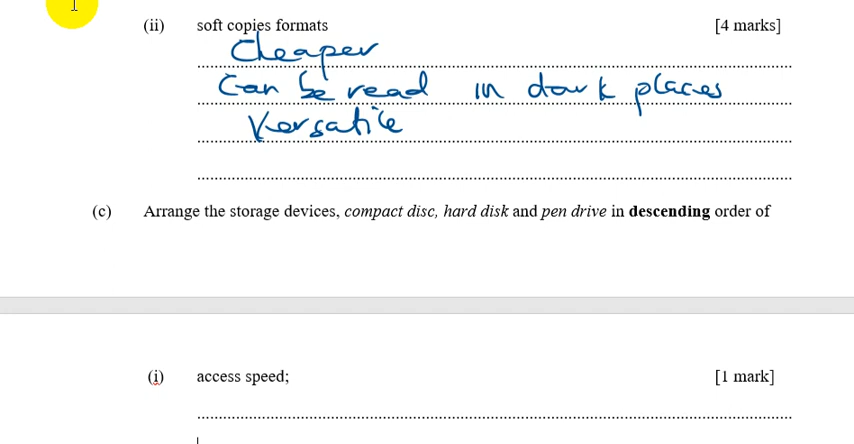 (ii) soft copies formats [4 marks]
Cheaper
Can be read in dark places
Versatile
(c) Arrange the storage devices, compact disc, hard disk and pen drive in descending order of
(i) access speed; [1 mark]